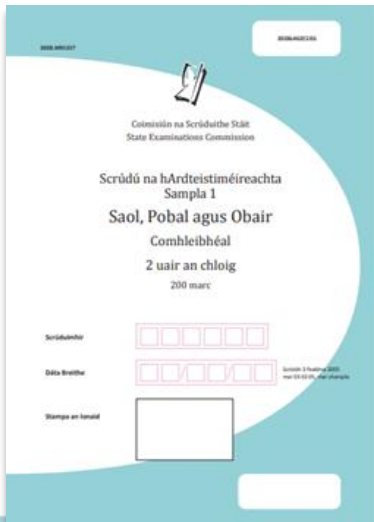 Coimisiún na Scrúduithe Stáit
State Examinations Commission
Scrúdú na hArdteistiméireachta
Sampla 1
Saol, Pobal agus Obair
Comhleibhéal
2 uair an chloig
200 marc
Scrúduimhir
Dáta Breithe
Stampa an Ionaid